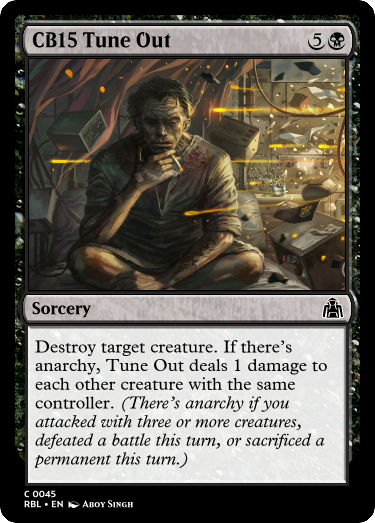 CB15 Tune Out 5
Sorcery
Destroy target creature. If there's
anarchy, Tune Out deals 1 damage to
each other creature with the same
controller. (There's anarchy if you
attacked with three or more creatures,
defeated a battle this turn, or sacrificed a
permanent this turn.)
C 0045
RBL • EN Aboy Singh